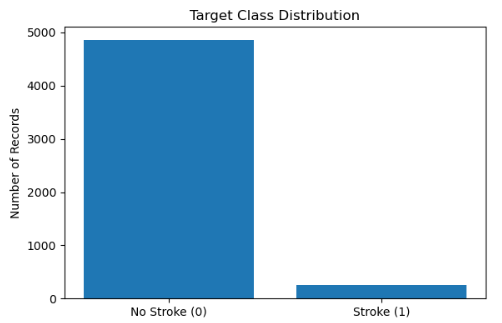 Target Class Distribution
Number of Records
5000
4000
3000
2000
1000
0
No Stroke (0)
Stroke (1)